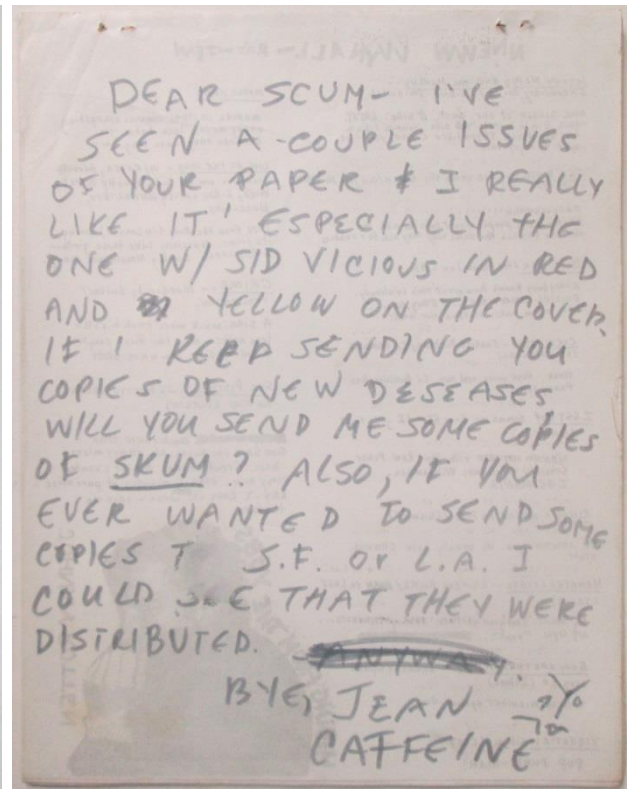 DEAR SCUM- I'VE
SEEN A COUPLE ISSUES
OF YOUR PAPER & I REALLY
LIKE IT! ESPECIALLY THE
ONE W/ SID VICIOUS IN RED
AND YELLOW ON THE COVER.
IF I KEEP SENDING YOU
COPIES OF NEW DESEASES
WILL YOU SEND ME SOME COPIES
OF SKUM? ALSO, IF YOU
EVER WANTED TO SEND SOME
COPIES T S.F. Or L.A. I
COULD SEE THAT THEY WERE
DISTRIBUTED. ANYWAY.
BYE, JEAN
CAFFEINE